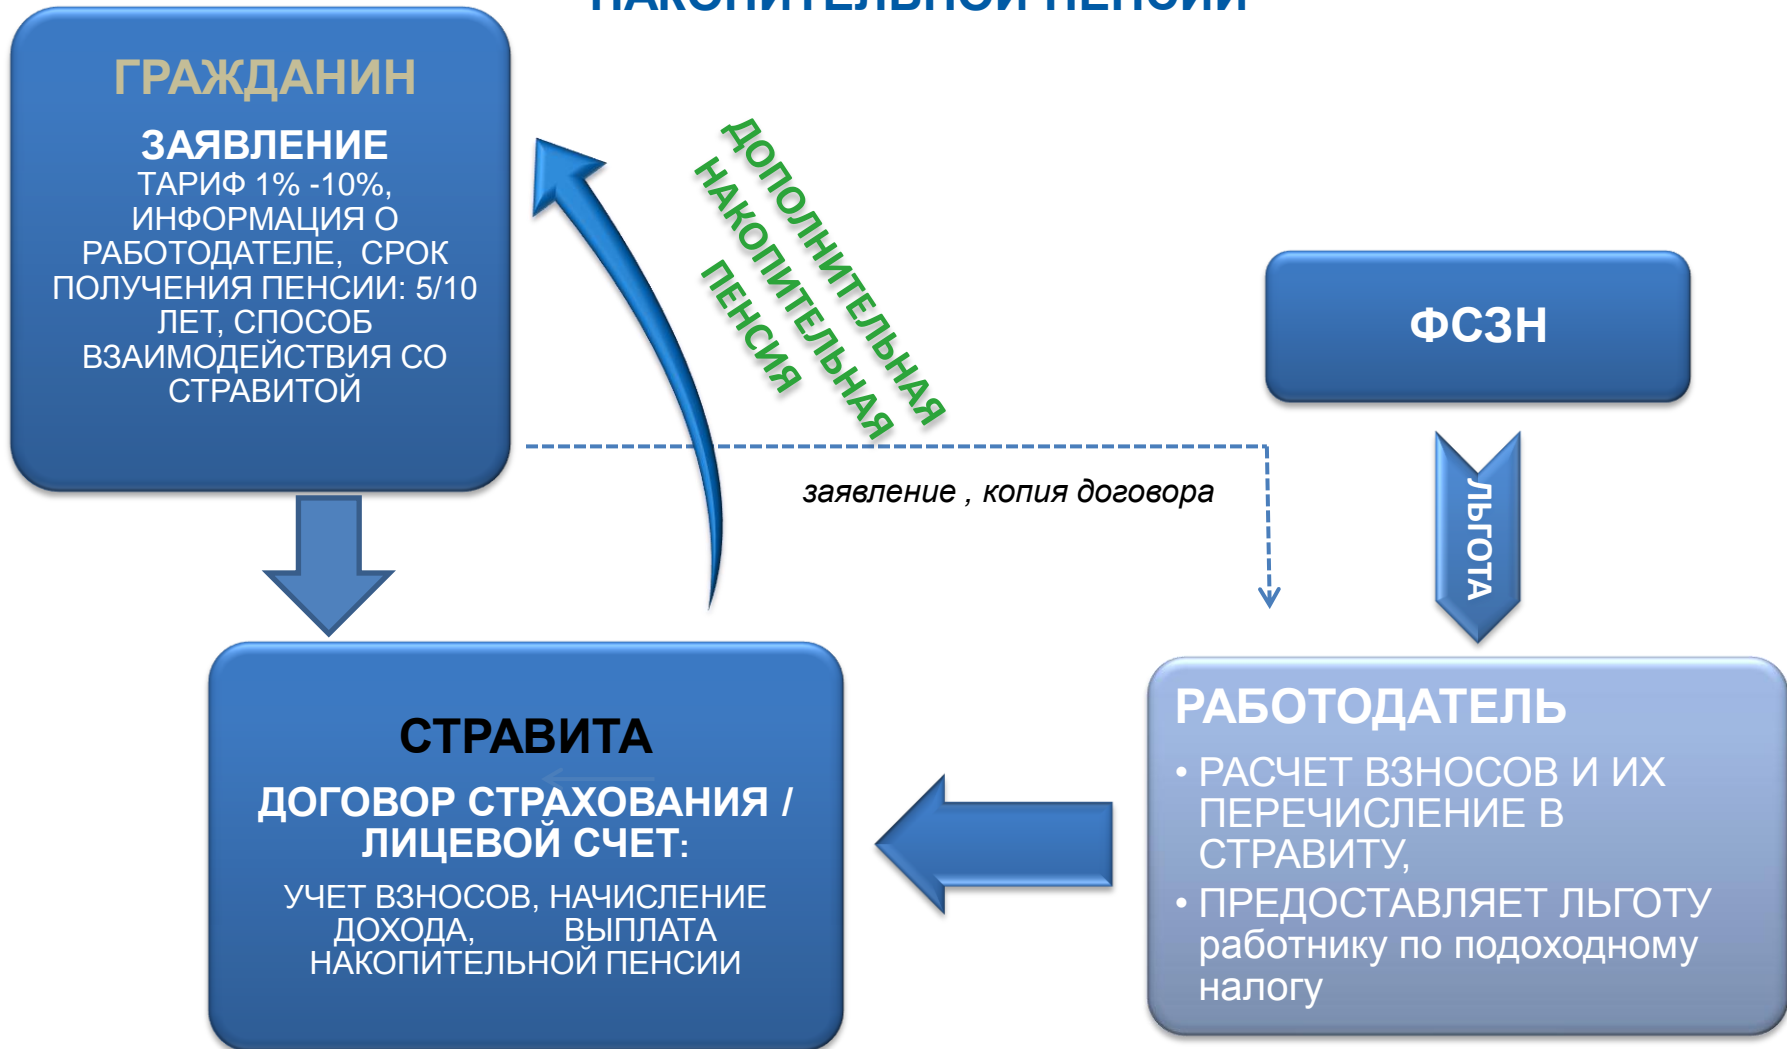 НАКОПИТЕЛЬНОЙ ПЕНСИИ
ГРАЖДАНИН
ЗАЯВЛЕНИЕ
ТАРИФ 1% -10%,
ИНФОРМАЦИЯ О
РАБОТОДАТЕЛЕ, СРОК
ПОЛУЧЕНИЯ ПЕНСИИ: 5/10
ЛЕТ, СПОСОБ
ВЗАИМОДЕЙСТВИЯ СО
СТРАВИТОЙ
ДОПОЛНИТЕЛЬНАЯ
НАКОПИТЕЛЬНАЯ
ПЕНСИЯ
ФСЗН
заявление , копия договора
ЛЬГОТА
СТРАВИТА
ДОГОВОР СТРАХОВАНИЯ /
ЛИЦЕВОЙ СЧЕТ:
УЧЕТ ВЗНОСОВ, НАЧИСЛЕНИЕ
ДОХОДА, ВЫПЛАТА
НАКОПИТЕЛЬНОЙ ПЕНСИИ
РАБОТОДАТЕЛЬ
• РАСЧЕТ ВЗНОСОВ И ИХ
ПЕРЕЧИСЛЕНИЕ В
СТРАВИТУ,
• ПРЕДОСТАВЛЯЕТ ЛЬГОТУ
работнику по подоходному
налогу